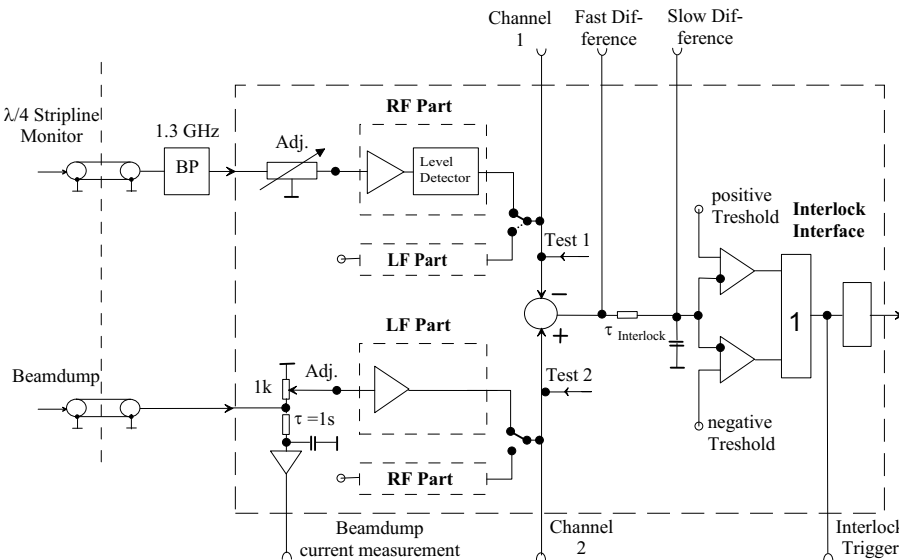 Channel
1
Fast Dif-
ference
Slow Dif-
ference
λ/4 Stripline
Monitor
1.3 GHz
BP
Adj.
RF Part
Level
Detector
LF Part
Test 1
positive
Treshold
Interlock
Interface
−
+
τ Interlock
1
LF Part
Beamdump
1k
Adj.
τ =1s
Test 2
negative
Treshold
RF Part
Beamdump
current measurement
Channel
2
Interlock
Trigger